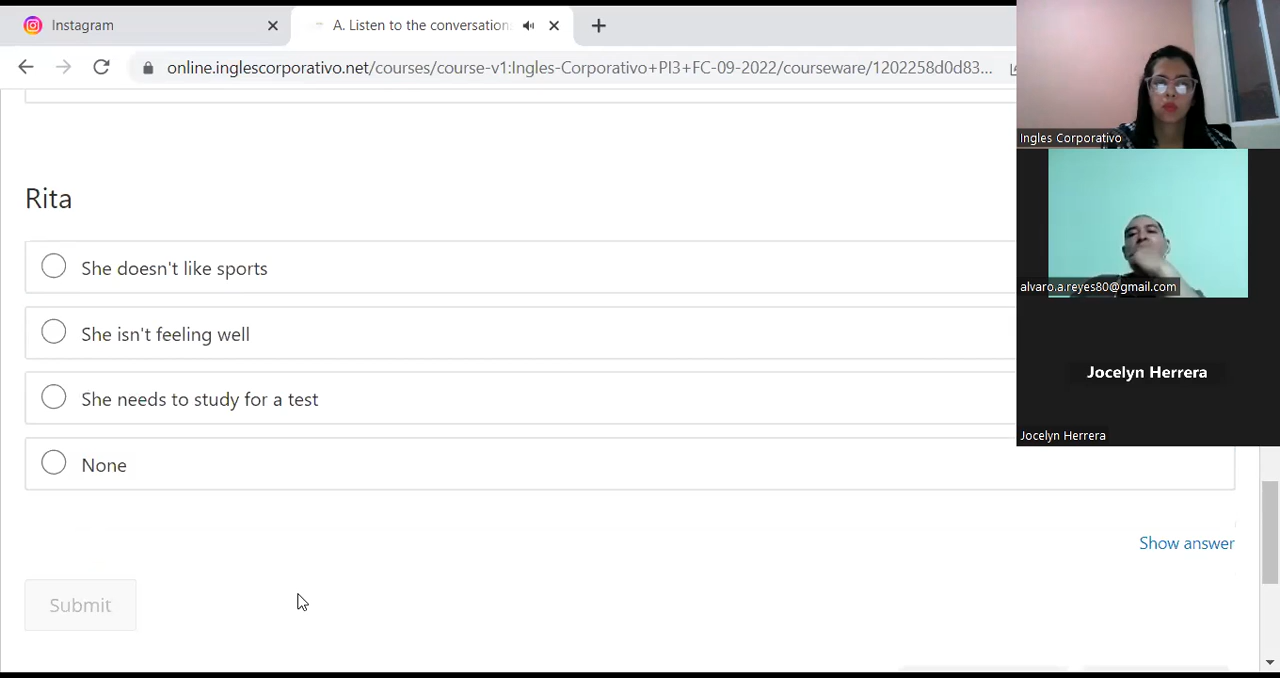 Instagram
A. Listen to the conversation
online.inglescorporativo.net/courses/course-v1:Ingles-Corporativo+PI3+FC-09-2022/courseware/1202258d0d83...
Ingles Corporativo
alvaro.a.reyes80@gmail.com
Jocelyn Herrera
Jocelyn Herrera
Rita
She doesn't like sports
She isn't feeling well
She needs to study for a test
None
Show answer
Submit